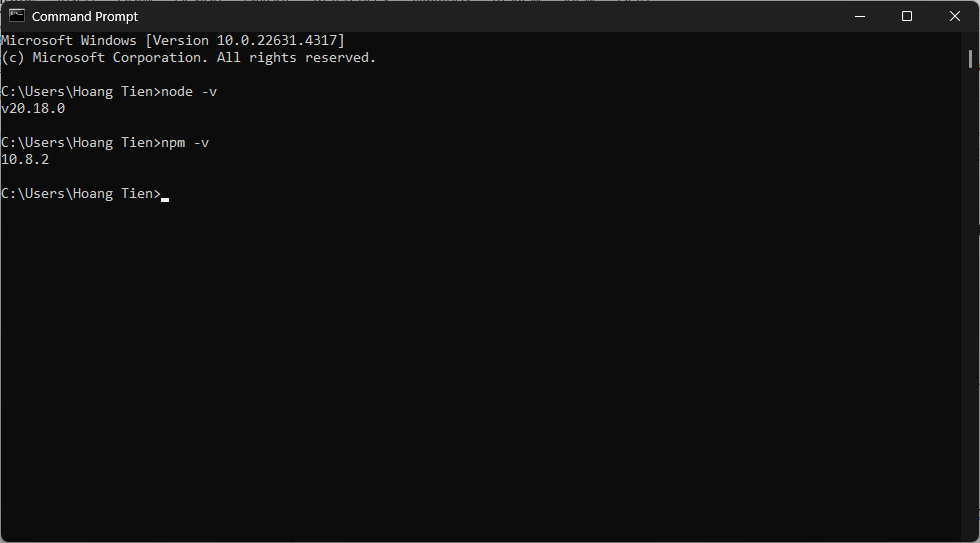 Command Prompt
Microsoft Windows [Version 10.0.22631.4317]
(c) Microsoft Corporation. All rights reserved.
C:\Users\Hoang Tien>node -v
v20.18.0
C:\Users\Hoang Tien>npm -v
10.8.2
C:\Users\Hoang Tien>